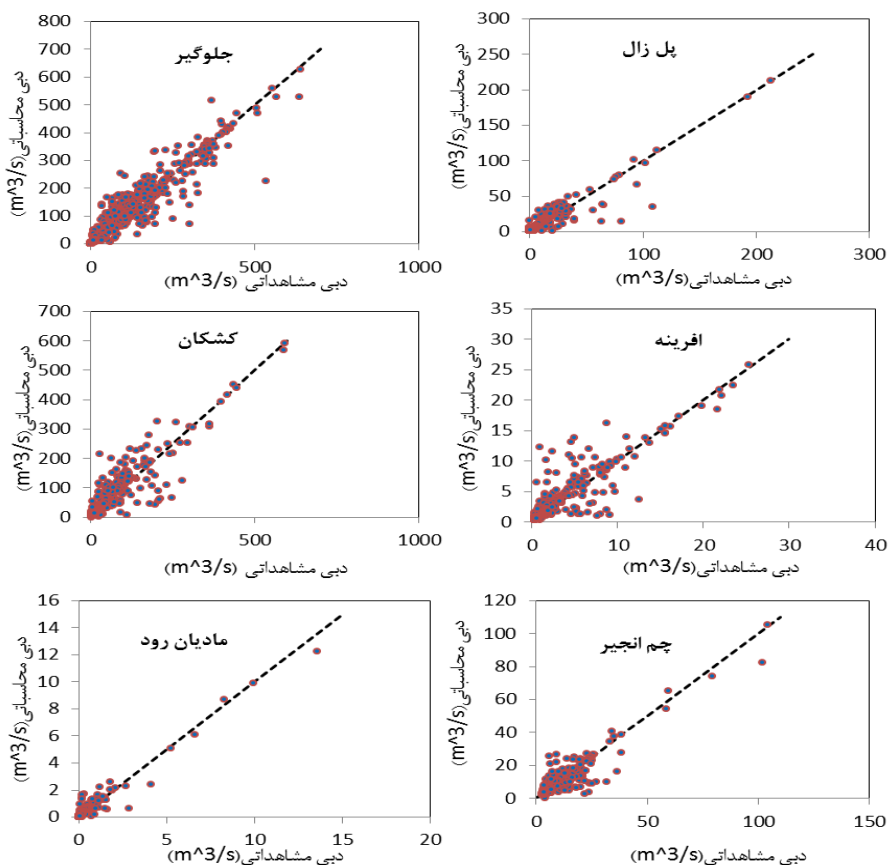 جلوگیر
دبی محاسباتی(m^3/s)
800
700
600
500
400
300
200
100
0
0 500 1000
دبی مشاهداتی (m^3/s)
پل زال
دبی محاسباتی(m^3/s)
300
250
200
150
100
50
0
0 100 200 300
دبی مشاهداتی(m^3/s)
کشکان
دبی محاسباتی(m^3/s)
700
600
500
400
300
200
100
0
0 500 1000
دبی مشاهداتی (m^3/s)
افرینه
دبی محاسباتی(m^3/s)
35
30
25
20
15
10
5
0
0 10 20 30 40
دبی مشاهداتی(m^3/s)
مادیان رود
دبی محاسباتی(m^3/s)
16
14
12
10
8
6
4
2
0
0 5 10 15 20
دبی مشاهداتی(m^3/s)
چم انجیر
دبی محاسباتی(m^3/s)
120
100
80
60
40
20
0
0 50 100 150
دبی مشاهداتی(m^3/s)